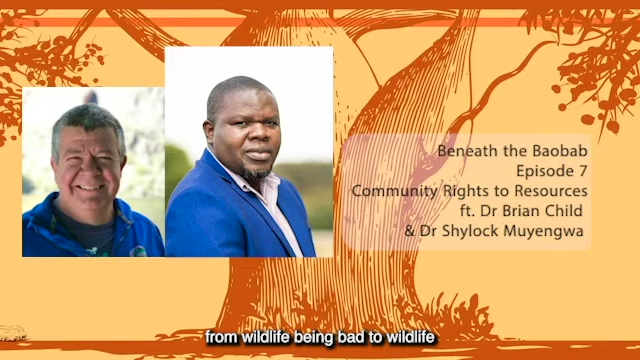 Beneath the Baobab
Episode 7
Community Rights to Resources
ft. Dr Brian Child
& Dr Shylock Muyengwa
from wildlife being bad to wildlife